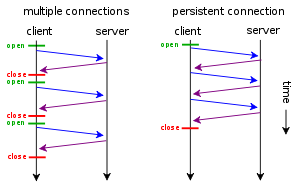 multiple connections
persistent connection
client
server
client
server
open
close
open
close
open
close
open
close
time